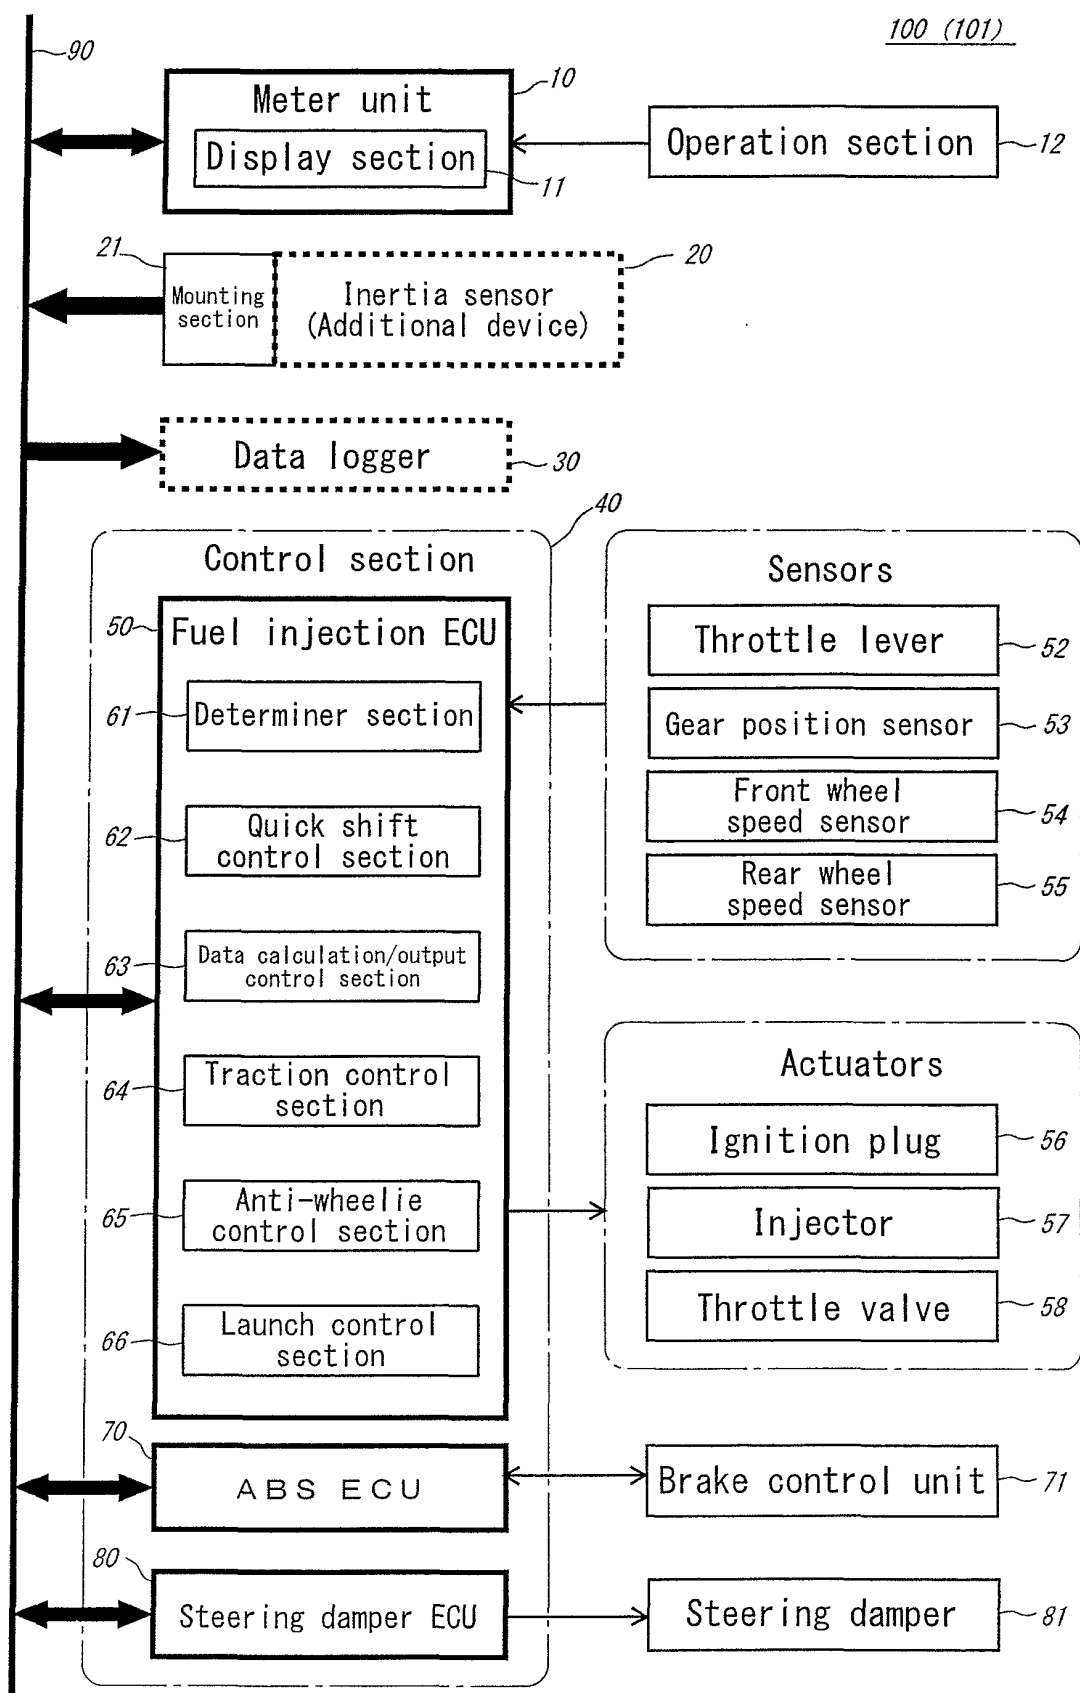 100 (101)
90
10
Meter unit
Display section
11
Operation section
12
21
20
Mounting
section
Inertia sensor
(Additional device)
Data logger
30
40
Control section
50
Fuel injection ECU
61
Determiner section
62
Quick shift
control section
63
Data calculation/output
control section
64
Traction control
section
65
Anti-wheelie
control section
66
Launch control
section
Sensors
Throttle lever
52
Gear position sensor
53
Front wheel
speed sensor
54
Rear wheel
speed sensor
55
Actuators
Ignition plug
56
Injector
57
Throttle valve
58
70
ABS ECU
Brake control unit
71
80
Steering damper ECU
Steering damper
81